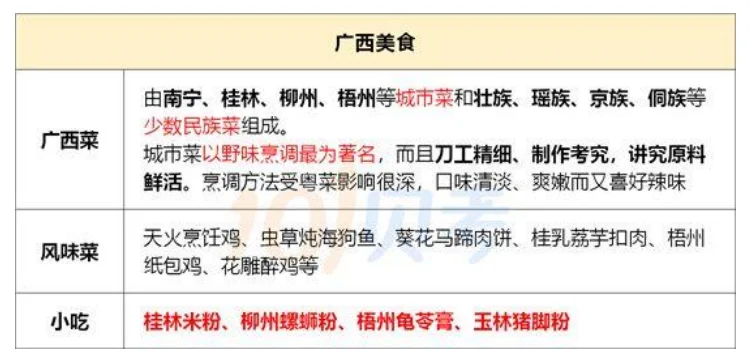 广西美食
广西菜
由南宁、桂林、柳州、梧州等城市菜和壮族、瑶族、京族、侗族等
少数民族菜组成。
城市菜以野味烹调最为著名，而且刀工精细、制作考究，讲究原料
鲜活。烹调方法受粤菜影响很深，口味清淡、爽嫩而又喜好辣味
风味菜
天火烹饪鸡、虫草炖海狗鱼、葵花马蹄肉饼、桂乳荔芋扣肉、梧州
纸包鸡、花雕醉鸡等
小吃
桂林米粉、柳州螺蛳粉、梧州龟苓膏、玉林猪脚粉
101贝考